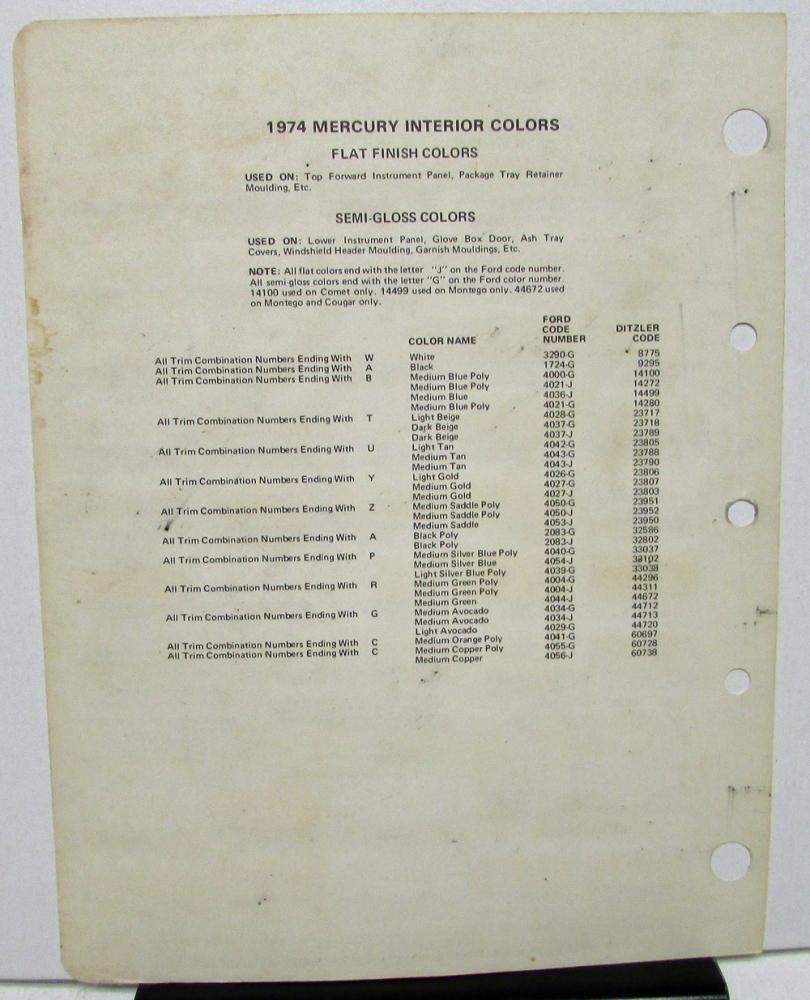 1974 MERCURY INTERIOR COLORS
FLAT FINISH COLORS
USED ON: Top Forward Instrument Panel, Package Tray Retainer
Moulding, Etc.
SEMI-GLOSS COLORS
USED ON: Lower Instrument Panel, Glove Box Door, Ash Tray
Covers, Windshield Header Moulding, Garnish Mouldings, Etc.
NOTE: All flat colors end with the letter "J" on the Ford code number.
All semi-gloss colors end with the letter "G" on the Ford color number.
14100 used on Comet only. 14499 used on Montego only. 44672 used
on Montego and Cougar only.
FORD
CODE DITZLER
COLOR NAME NUMBER CODE
All Trim Combination Numbers Ending With W White 3290-G 8775
All Trim Combination Numbers Ending With A Black 1724-G 9295
All Trim Combination Numbers Ending With B Medium Blue Poly 4000-G 14100
Medium Blue Poly 4021-J 14272
Medium Blue 4036-J 14499
Medium Blue Poly 4021-G 14280
All Trim Combination Numbers Ending With T Light Beige 4028-G 23717
Dark Beige 4037-G 23718
Dark Beige 4037-J 23789
All Trim Combination Numbers Ending With U Light Tan 4042-G 23805
Medium Tan 4043-G 23788
Medium Tan 4043-J 23790
All Trim Combination Numbers Ending With Y Light Gold 4026-G 23806
Medium Gold 4027-G 23807
Medium Gold 4027-J 23803
All Trim Combination Numbers Ending With Z Medium Saddle Poly 4050-G 23951
Medium Saddle Poly 4050-J 23952
Medium Saddle 4053-J 23950
All Trim Combination Numbers Ending With A Black Poly 2083-G 32586
Black Poly 2083-J 32802
All Trim Combination Numbers Ending With P Medium Silver Blue Poly 4040-G 33037
Medium Silver Blue 4054-J 33102
Light Silver Blue Poly 4039-G 33038
All Trim Combination Numbers Ending With R Medium Green Poly 4004-G 44296
Medium Green Poly 4004-J 44311
Medium Green 4044-J 44672
All Trim Combination Numbers Ending With G Medium Avocado 4034-G 44712
Medium Avocado 4034-J 44713
Light Avocado 4029-G 44720
All Trim Combination Numbers Ending With C Medium Orange Poly 4041-G 60697
All Trim Combination Numbers Ending With C Medium Copper Poly 4055-G 60728
Medium Copper 4056-J 60738